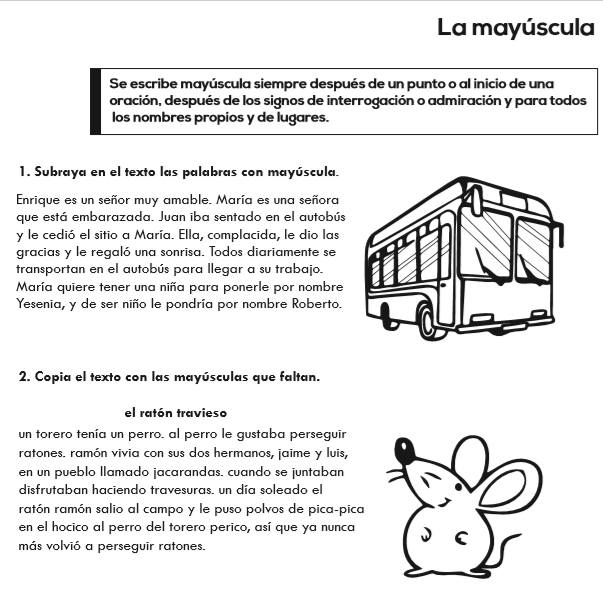 La mayúscula
Se escribe mayúscula siempre después de un punto o al inicio de una
oración, después de los signos de interrogación o admiración y para todos
los nombres propios y de lugares.
1. Subraya en el texto las palabras con mayúscula.
Enrique es un señor muy amable. María es una señora
que está embarazada. Juan iba sentado en el autobús
y le cedió el sitio a María. Ella, complacida, le dio las
gracias y le regaló una sonrisa. Todos diariamente se
transportan en el autobús para llegar a su trabajo.
María quiere tener una niña para ponerle por nombre
Yesenia, y de ser niño le pondría por nombre Roberto.
2. Copia el texto con las mayúsculas que faltan.
el ratón travieso
un torero tenía un perro. al perro le gustaba perseguir
ratones. ramón vivia con sus dos hermanos, jaime y luis,
en un pueblo llamado jacarandas. cuando se juntaban
disfrutaban haciendo travesuras. un día soleado el
ratón ramón salio al campo y le puso polvos de pica-pica
en el hocico al perro del torero perico, así que ya nunca
más volvió a perseguir ratones.